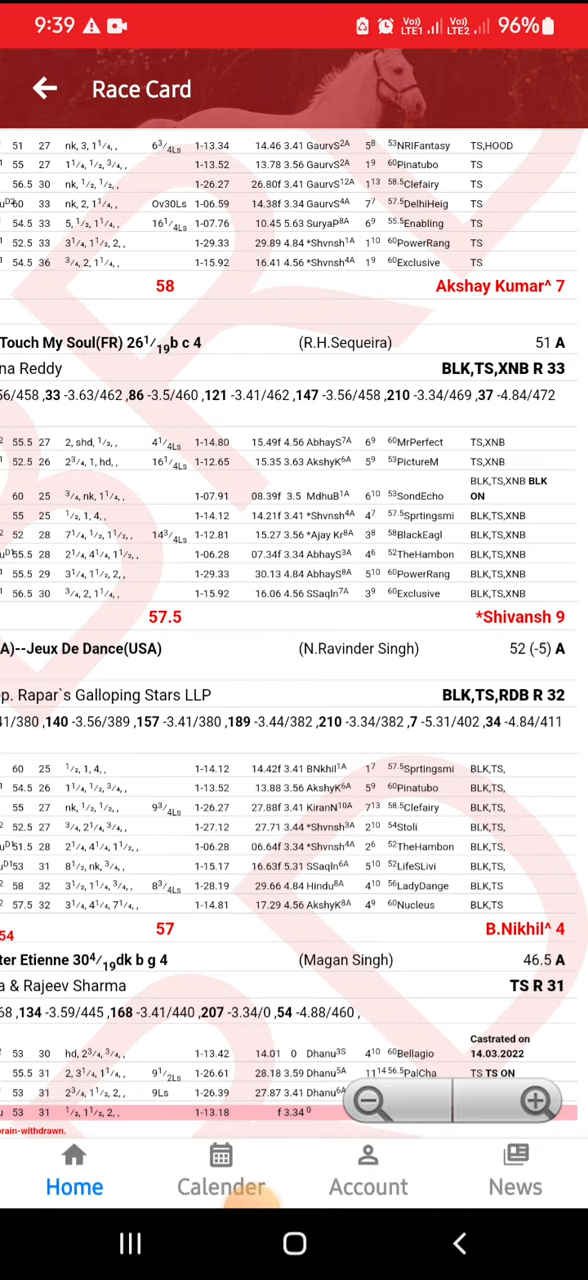 9:39 Vo)) LTE1 Vo)) LTE2 96%
Race Card
51 27 nk, 3, 1¹/₄, , 6³/₄Ls 1-13.34 14.46 3.41 GaurvS2A 5⁸ ⁵³NRIFantasy TS,HOOD
55 27 1¹/₄, ¹/₂, ³/₄, , 1-13.52 13.78 3.56 GaurvS2A 1⁹ ⁶⁰Pinatubo TS
56.5 30 nk, ¹/₂, ¹/₂, , 1-26.27 26.80f 3.41 GaurvS12A 1¹³ ⁵⁸·⁵Clefairy TS
60 33 nk, 2, 1¹/₄, , Ov30Ls 1-06.59 14.38f 3.34 GaurvS4A 7⁷ ⁵⁷·⁵DelhiHeig TS
54.5 33 5, ¹/₂, 1¹/₄, , 16¹/₄Ls 1-07.76 10.45 5.63 SuryaP8A 6⁹ ⁵⁵·⁵Enabling TS
52.5 33 3¹/₄, 1¹/₂, 2, , 1-29.33 29.89 4.84 *Shvnsh1A 1¹⁰ ⁶⁰PowerRang TS
54.5 36 ³/₄, 2, 1¹/₄, , 1-15.92 16.41 4.56 *Shvnsh4A 1⁹ ⁶⁰Exclusive TS
58 Akshay Kumar^ 7
Touch My Soul(FR) 26¹/₁₉b c 4 (R.H.Sequeira) 51 A
na Reddy BLK,TS,XNB R 33
56/458 ,33 -3.63/462 ,86 -3.5/460 ,121 -3.41/462 ,147 -3.56/458 ,210 -3.34/469 ,37 -4.84/472
55.5 27 2, shd, ¹/₂, , 4¹/₄Ls 1-14.80 15.49f 4.56 AbhayS7A 6⁹ ⁶⁰MrPerfect TS,XNB
52.5 26 2³/₄, 1, hd, , 16¹/₄Ls 1-12.65 15.35 3.63 AkshyK6A 5⁹ ⁵³PictureM TS,XNB
60 25 ³/₄, nk, 1¹/₄, , 1-07.91 08.39f 3.5 MdhuB1A 6¹⁰ ⁵³SondEcho BLK,TS,XNB BLK ON
55 25 ¹/₂, 1, 4, , 1-14.12 14.21f 3.41 *Shvnsh4A 4⁷ ⁵⁷·⁵Sprtingsmi BLK,TS,XNB
52 28 7¹/₄, 1¹/₂, 1¹/₂, , 14³/₄Ls 1-12.81 15.27 3.56 *Ajay Kr8A 3⁸ ⁵⁸BlackEagl BLK,TS,XNB
55.5 28 2¹/₄, 4¹/₄, 1¹/₂, , 1-06.28 07.34f 3.34 AbhayS3A 4⁶ ⁵²TheHambon BLK,TS,XNB
55.5 29 3¹/₄, 1¹/₂, 2, , 1-29.33 30.13 4.84 AbhayS8A 5¹⁰ ⁶⁰PowerRang BLK,TS,XNB
56.5 30 ³/₄, 2, 1¹/₄, , 1-15.92 16.06 4.56 SSaqln7A 3⁹ ⁶⁰Exclusive BLK,TS,XNB
57.5 *Shivansh 9
A)--Jeux De Dance(USA) (N.Ravinder Singh) 52 (-5) A
ep. Rapar`s Galloping Stars LLP BLK,TS,RDB R 32
41/380 ,140 -3.56/389 ,157 -3.41/380 ,189 -3.44/382 ,210 -3.34/382 ,7 -5.31/402 ,34 -4.84/411
60 25 ¹/₂, 1, 4, , 1-14.12 14.42f 3.41 BNkhil1A 1⁷ ⁵⁷·⁵Sprtingsmi BLK,TS,
54.5 26 1¹/₄, ¹/₂, ³/₄, , 1-13.52 13.88 3.56 AkshyK6A 5⁹ ⁶⁰Pinatubo BLK,TS,
55 27 nk, ¹/₂, ¹/₂, , 9³/₄Ls 1-26.27 27.88f 3.41 KiranN10A 7¹³ ⁵⁸·⁵Clefairy BLK,TS,
52.5 27 ³/₄, 2¹/₄, ³/₄, , 1-27.12 27.71 3.44 *Shvnsh3A 2¹⁰ ⁵⁴Stoli BLK,TS,
51.5 28 2¹/₄, 4¹/₄, 1¹/₂, , 1-06.28 06.64f 3.34 *Shvnsh4A 2⁶ ⁵²TheHambon BLK,TS,
53 31 8¹/₂, nk, ³/₄, , 1-15.17 16.63f 5.31 SSaqln6A 5¹⁰ ⁵²LifeSLivi BLK,TS,
58 32 3¹/₂, 1¹/₄, ³/₄, , 8³/₄Ls 1-28.19 29.66 4.84 Hindu8A 4¹⁰ ⁵⁶LadyDange BLK,TS
57.5 32 3¹/₄, 4¹/₄, 7¹/₄, , 1-14.81 17.29 4.56 AkshyK8A 4⁹ ⁶⁰Nucleus BLK,TS
54 57 B.Nikhil^ 4
ter Etienne 30⁴/₁₉dk b g 4 (Magan Singh) 46.5 A
a & Rajeev Sharma TS R 31
68 ,134 -3.59/445 ,168 -3.41/440 ,207 -3.34/0 ,54 -4.88/460 ,
53 30 hd, 2³/₄, ³/₄, , 1-13.42 14.01 0 Dhanu3S 4¹⁰ ⁶⁰Bellagio Castrated on 14.03.2022
55.5 31 2, 3¹/₄, 1¹/₄, , 9¹/₂Ls 1-26.61 28.18 3.59 Dhanu5A 11¹⁴ ⁵⁶·⁵PalCha TS TS ON
53 31 2³/₄, 1¹/₂, 2, , 9Ls 1-26.39 27.87 3.41 Dhanu6A
53 31 ¹/₂, 1¹/₂, 2, , 1-13.18 f 3.34 ⁰
prain-withdrawn.
Home Calender Account News